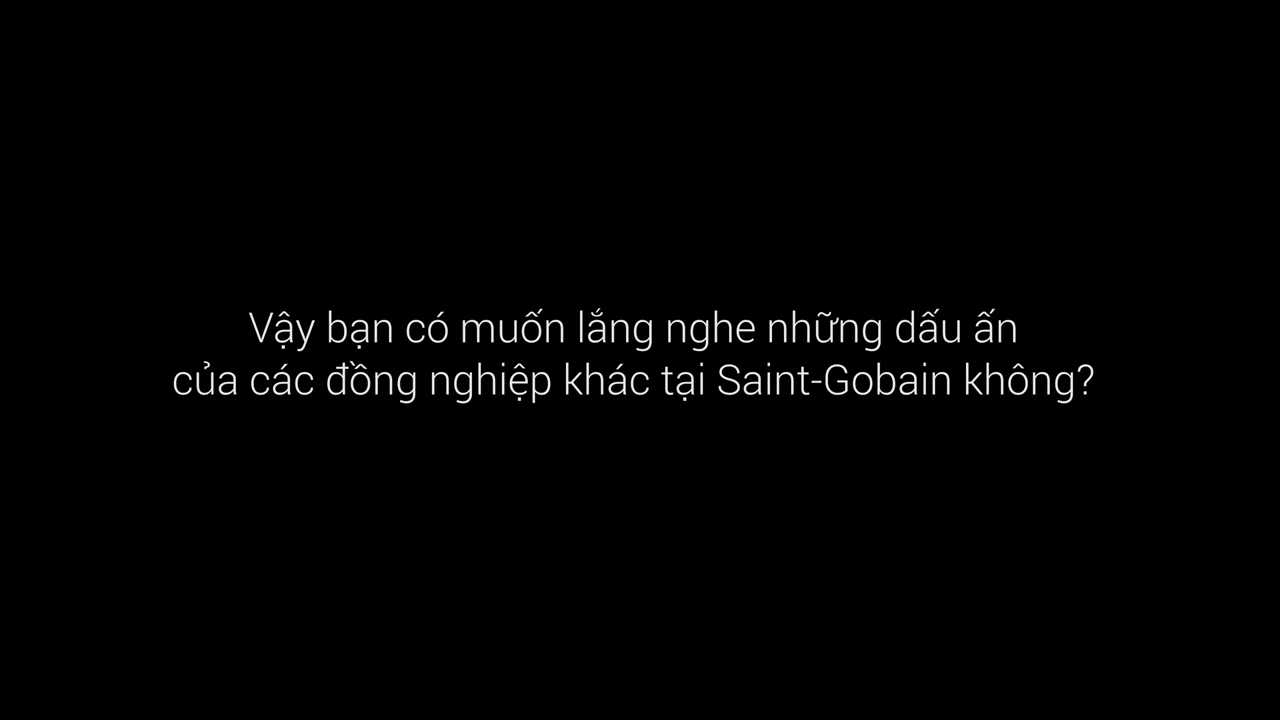 Vậy bạn có muốn lắng nghe những dấu ấn
của các đồng nghiệp khác tại Saint-Gobain không?